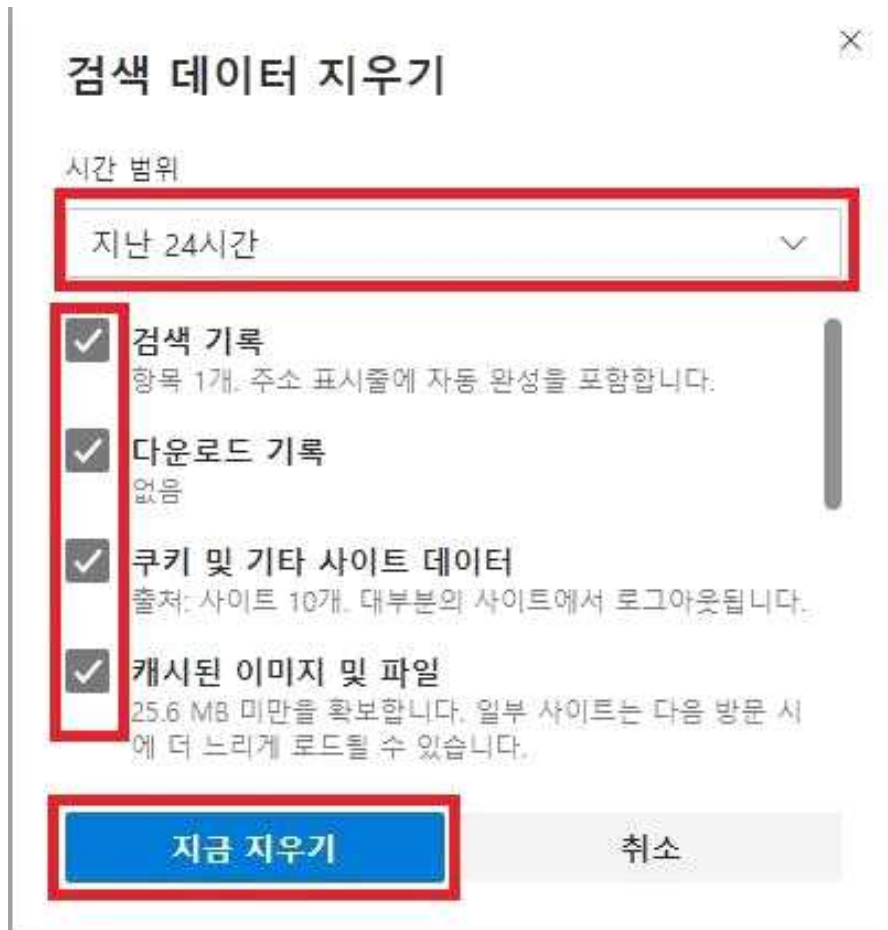 검색 데이터 지우기
시간 범위
지난 24시간
검색 기록
항목 1개. 주소 표시줄에 자동 완성을 포함합니다.
다운로드 기록
없음
쿠키 및 기타 사이트 데이터
출처: 사이트 10개. 대부분의 사이트에서 로그아웃됩니다.
캐시된 이미지 및 파일
25.6 MB 미만을 확보합니다. 일부 사이트는 다음 방문 시
에 더 느리게 로드될 수 있습니다.
지금 지우기
취소